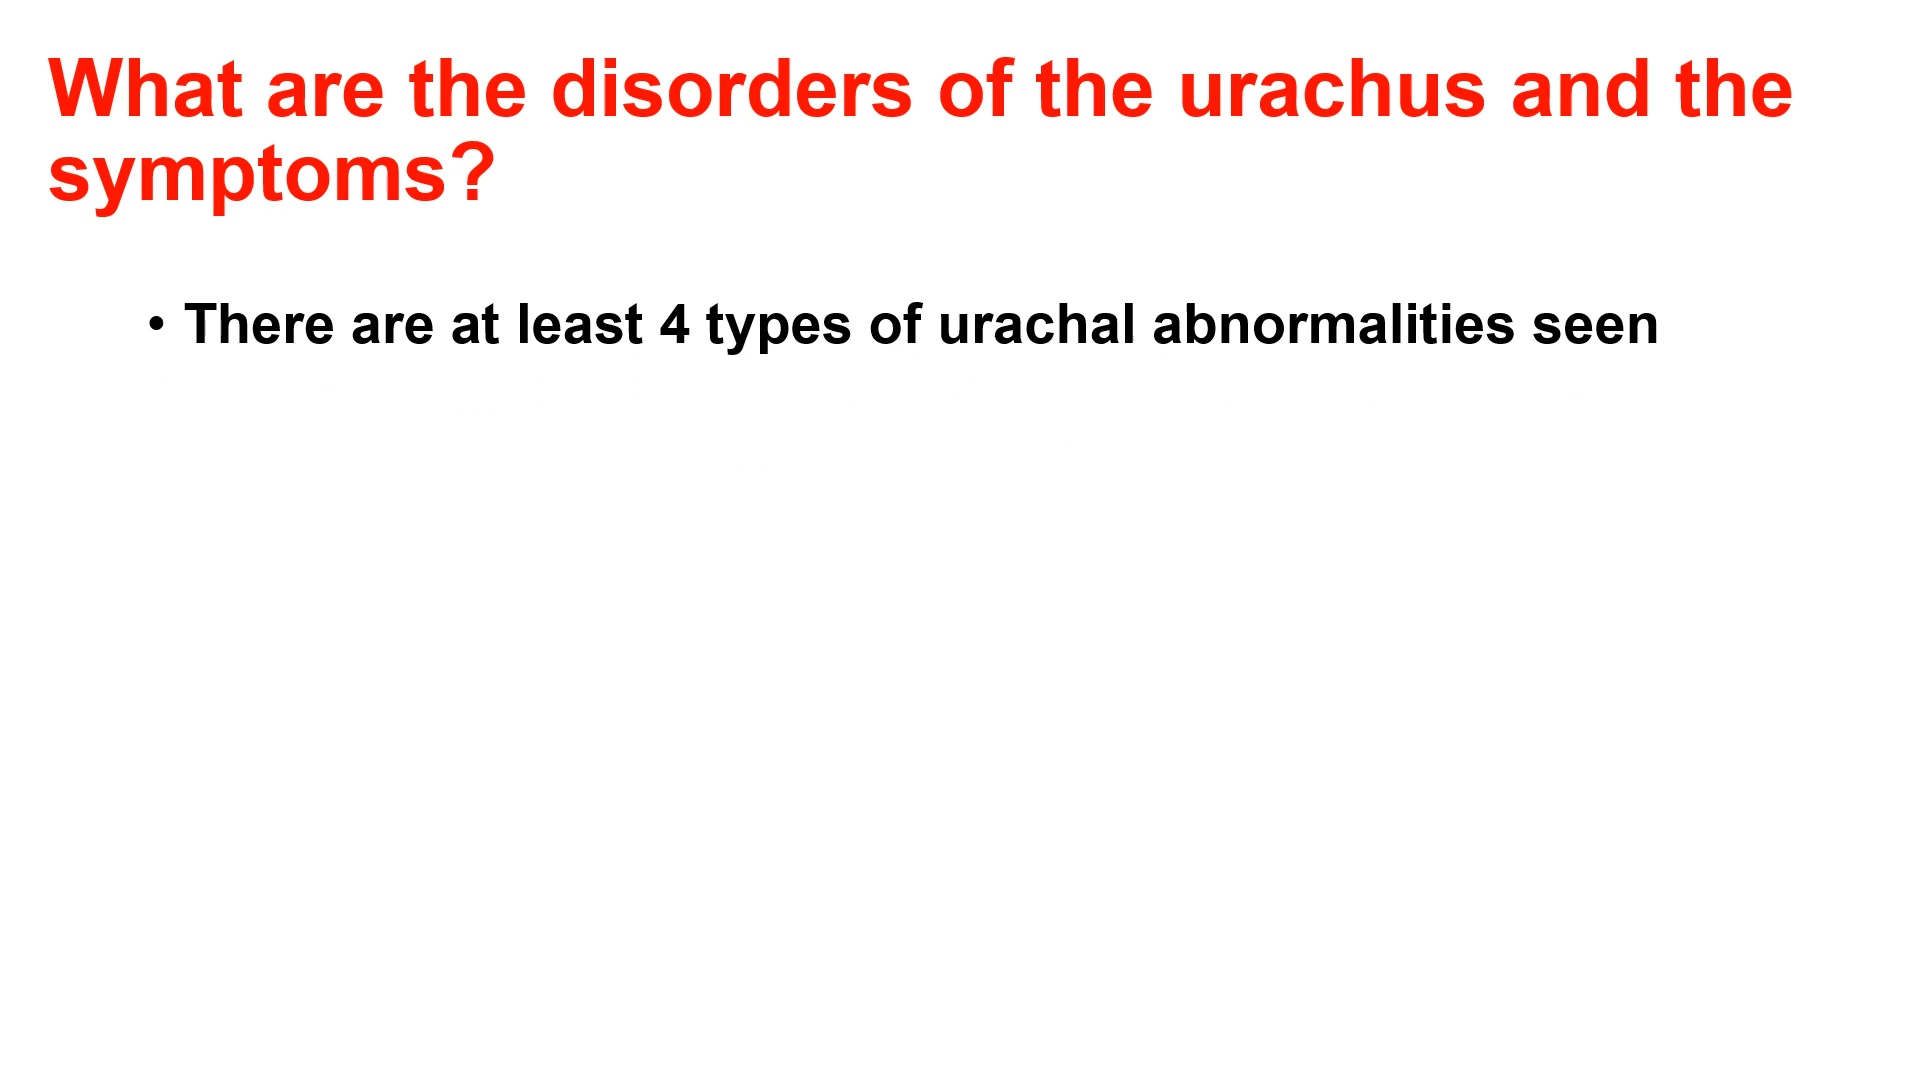 What are the disorders of the urachus and the
symptoms?
• There are at least 4 types of urachal abnormalities seen